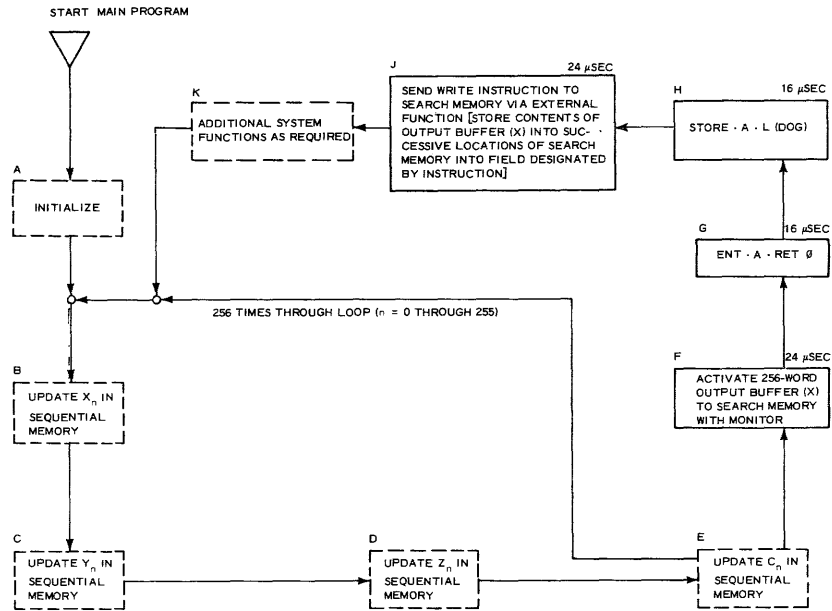 START MAIN PROGRAM
J
24 μSEC
SEND WRITE INSTRUCTION TO
SEARCH MEMORY VIA EXTERNAL
FUNCTION [STORE CONTENTS OF
OUTPUT BUFFER (X) INTO SUC-
CESSIVE LOCATIONS OF SEARCH
MEMORY INTO FIELD DESIGNATED
BY INSTRUCTION]
K
ADDITIONAL SYSTEM
FUNCTIONS AS REQUIRED
H
16 μSEC
STORE · A · L (DOG)
A
INITIALIZE
G
16 μSEC
ENT · A · RET Ø
256 TIMES THROUGH LOOP (n = 0 THROUGH 255)
F
24 μSEC
ACTIVATE 256-WORD
OUTPUT BUFFER (X)
TO SEARCH MEMORY
WITH MONITOR
B
UPDATE Xn IN
SEQUENTIAL
MEMORY
C
UPDATE Yn IN
SEQUENTIAL
MEMORY
D
UPDATE Zn IN
SEQUENTIAL
MEMORY
E
UPDATE Cn IN
SEQUENTIAL
MEMORY